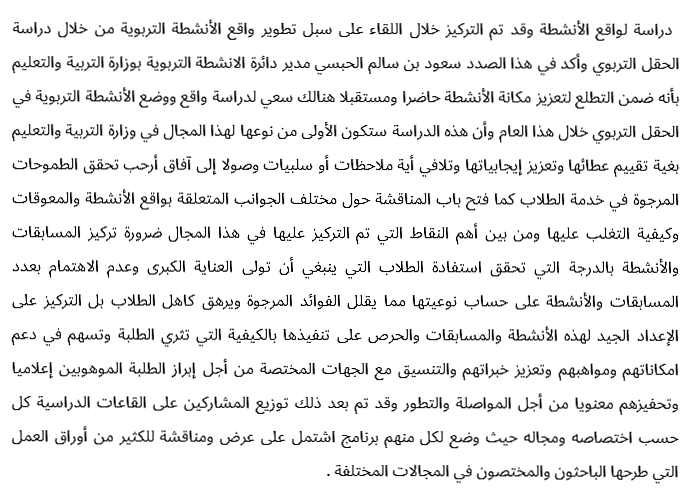 دراسة لواقع الأنشطة وقد تم التركيز خلال اللقاء على سبل تطوير واقع الأنشطة التربوية من خلال دراسة
الحقل التربوي وأكد في هذا الصدد سعود بن سالم الحبسي مدير دائرة الانشطة التربوية بوزارة التربية والتعليم
بأنه ضمن التطلع لتعزيز مكانة الأنشطة حاضرا ومستقبلا هنالك سعي لدراسة واقع ووضع الأنشطة التربوية في
الحقل التربوي خلال هذا العام وأن هذه الدراسة ستكون الأولى من نوعها لهذا المجال في وزارة التربية والتعليم
بغية تقييم عطائها وتعزيز إيجابياتها وتلافي أية ملاحظات أو سلبيات وصولا إلى آفاق أرحب تحقق الطموحات
المرجوة في خدمة الطلاب كما فتح باب المناقشة حول مختلف الجوانب المتعلقة بواقع الأنشطة والمعوقات
وكيفية التغلب عليها ومن بين أهم النقاط التي تم التركيز عليها في هذا المجال ضرورة تركيز المسابقات
والأنشطة بالدرجة التي تحقق استفادة الطلاب التي ينبغي أن تولى العناية الكبرى وعدم الاهتمام بعدد
المسابقات والأنشطة على حساب نوعيتها مما يقلل الفوائد المرجوة ويرهق كاهل الطلاب بل التركيز على
الإعداد الجيد لهذه الأنشطة والمسابقات والحرص على تنفيذها بالكيفية التي تثري الطلبة وتسهم في دعم
امكاناتهم ومواهبهم وتعزيز خبراتهم والتنسيق مع الجهات المختصة من أجل إبراز الطلبة الموهوبين إعلاميا
وتحفيزهم معنويا من أجل المواصلة والتطور وقد تم بعد ذلك توزيع المشاركين على القاعات الدراسية كل
حسب اختصاصه ومجاله حيث وضع لكل منهم برنامج اشتمل على عرض ومناقشة للكثير من أوراق العمل
التي طرحها الباحثون والمختصون في المجالات المختلفة .